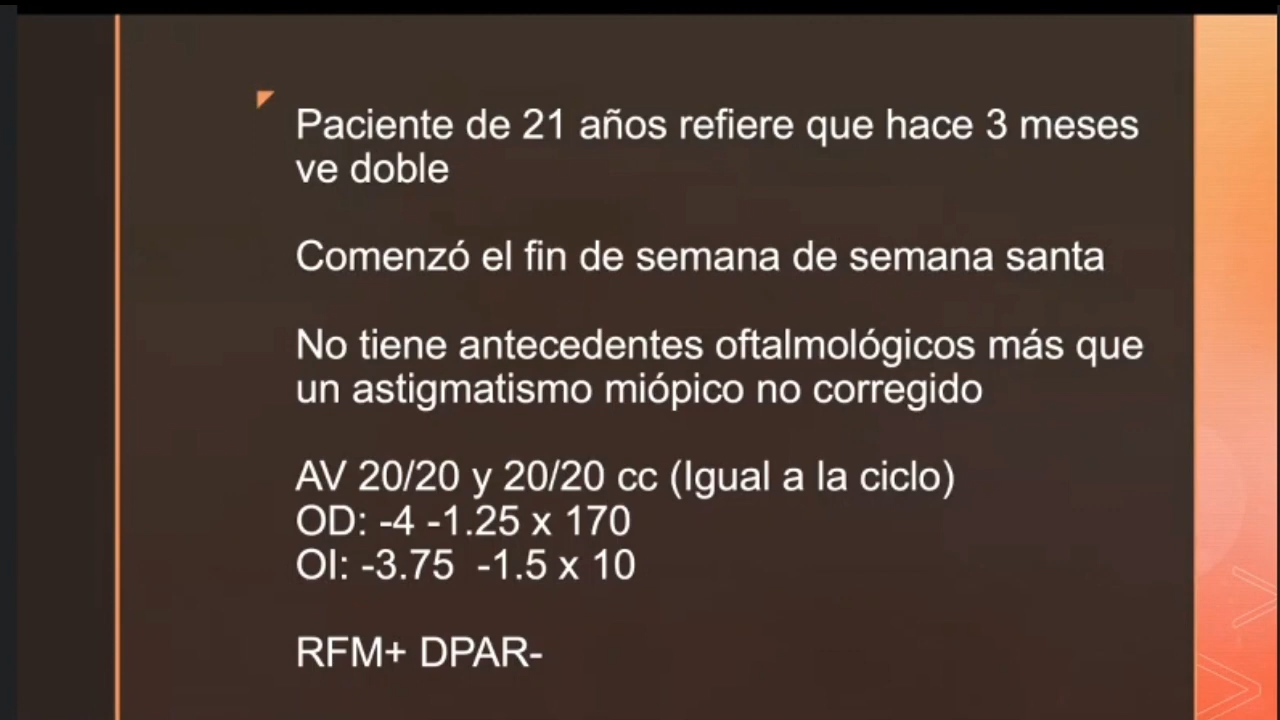 Paciente de 21 años refiere que hace 3 meses
ve doble
Comenzó el fin de semana de semana santa
No tiene antecedentes oftalmológicos más que
un astigmatismo miópico no corregido
AV 20/20 y 20/20 cc (Igual a la ciclo)
OD: -4 -1.25 x 170
OI: -3.75  -1.5 x 10
RFM+ DPAR-